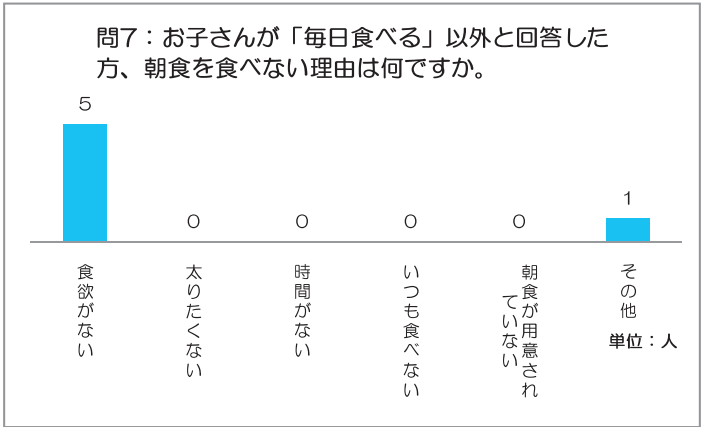 問7：お子さんが「毎日食べる」以外と回答した
方、朝食を食べない理由は何ですか。
5
0
0
0
0
1
食欲がない
太りたくない
時間がない
いつも食べない
朝食が用意され
ていない
その他
単位：人